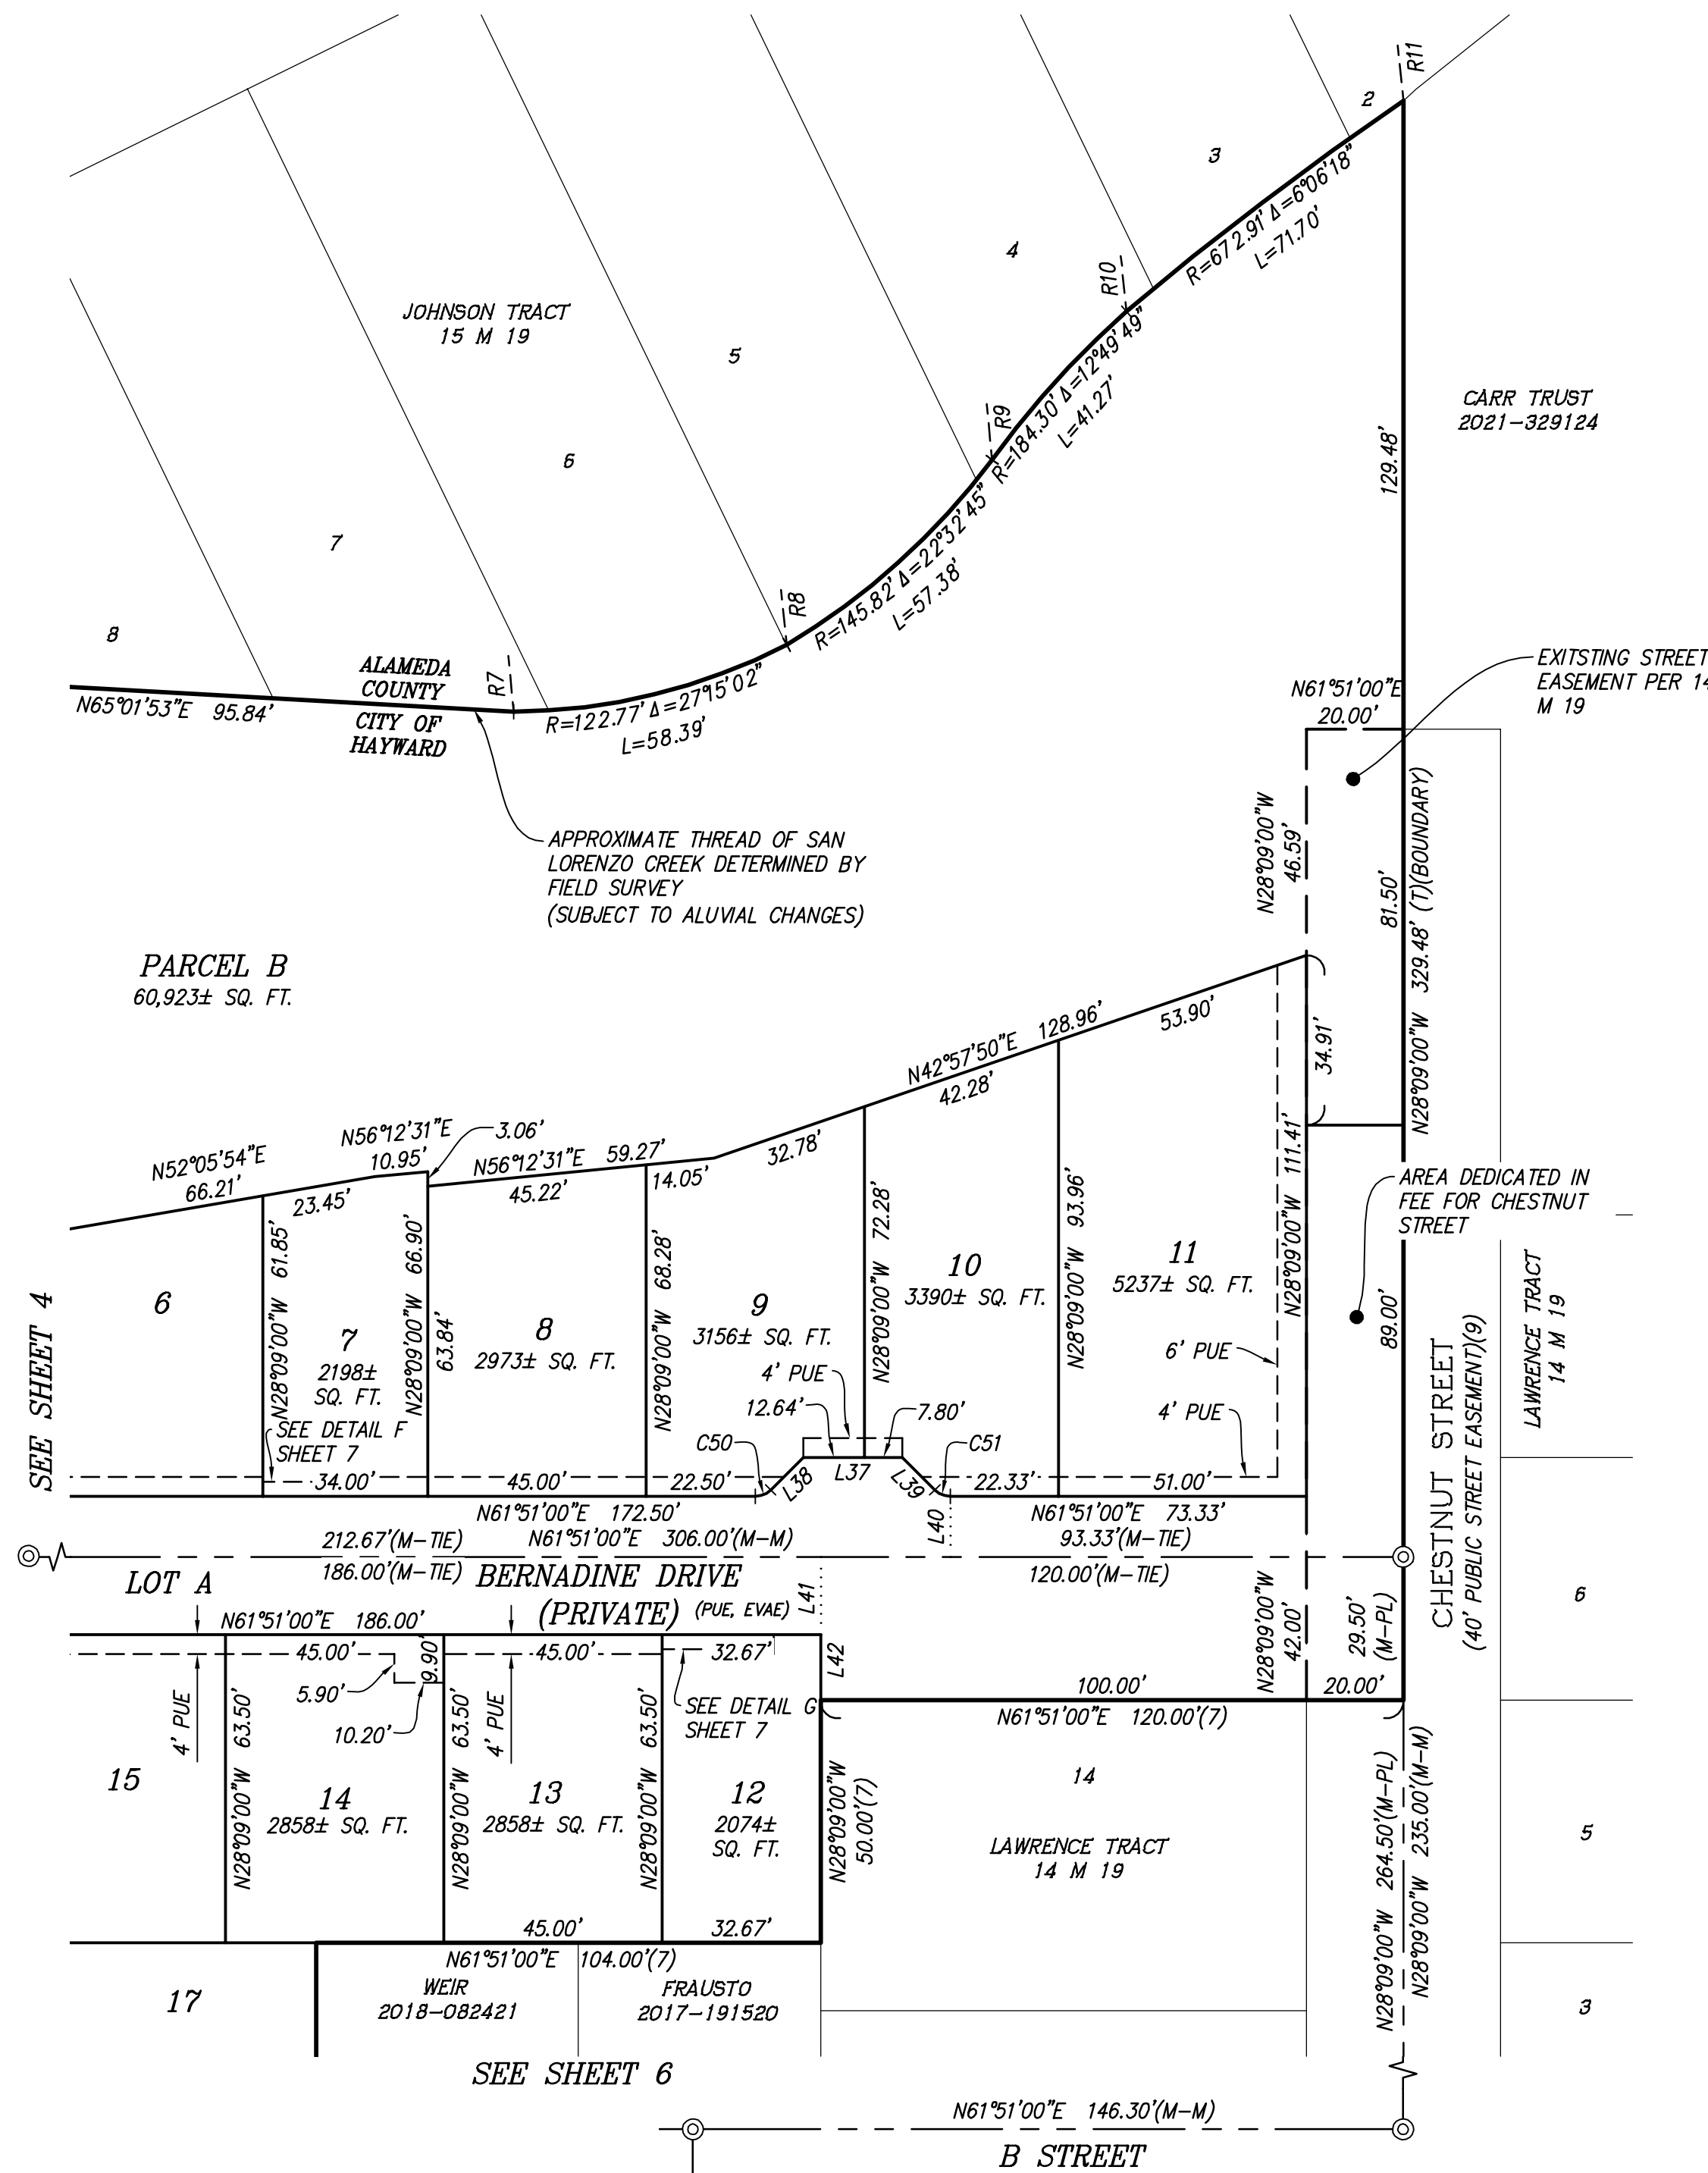 R11
2
3
R=672.91' Δ=6°06'18"
L=71.70'
4
R10
JOHNSON TRACT
15 M 19
5
R=184.30' Δ=12°49'49"
L=41.27'
R9
CARR TRUST
2021-329124
129.48'
6
7
R=145.82' Δ=22°32'45"
L=57.38'
R8
8
ALAMEDA
COUNTY
CITY OF
HAYWARD
N65°01'53"E 95.84'
R7
R=122.77' Δ=27°15'02"
L=58.39'
EXITSTING STREET
EASEMENT PER 14
M 19
N61°51'00"E
20.00'
APPROXIMATE THREAD OF SAN
LORENZO CREEK DETERMINED BY
FIELD SURVEY
(SUBJECT TO ALUVIAL CHANGES)
N28°09'00"W
46.59'
81.50'
N28°09'00"W 329.48' (T)(BOUNDARY)
PARCEL B
60,923± SQ. FT.
N42°57'50"E 128.96'
53.90'
42.28'
32.78'
34.91'
N52°05'54"E
66.21'
N56°12'31"E
10.95'
3.06'
23.45'
N56°12'31"E 59.27'
45.22'
14.05'
AREA DEDICATED IN
FEE FOR CHESTNUT
STREET
SEE SHEET 4
6
N28°09'00"W 61.85'
7
2198±
SQ. FT.
N28°09'00"W 66.90'
63.84'
8
2973± SQ. FT.
N28°09'00"W 68.28'
9
3156± SQ. FT.
N28°09'00"W 72.28'
10
3390± SQ. FT.
N28°09'00"W 93.96'
11
5237± SQ. FT.
N28°09'00"W 111.41'
89.00'
LAWRENCE TRACT
14 M 19
SEE DETAIL F
SHEET 7
4' PUE
12.64'
7.80'
C50
C51
6' PUE
4' PUE
34.00'
45.00'
22.50'
L38
L37
L39
22.33'
51.00'
N61°51'00"E 172.50'
L40
N61°51'00"E 73.33'
212.67'(M-TIE)
N61°51'00"E 306.00'(M-M)
93.33'(M-TIE)
186.00'(M-TIE)
120.00'(M-TIE)
LOT A
BERNADINE DRIVE
(PRIVATE) (PUE, EVAE)
L41
CHESTNUT STREET
(40' PUBLIC STREET EASEMENT)(9)
6
N61°51'00"E 186.00'
45.00'
9.90'
45.00'
32.67'
L42
N28°09'00"W
42.00'
29.50'
(M-PL)
5.90'
10.20'
4' PUE
4' PUE
SEE DETAIL G
SHEET 7
100.00'
20.00'
N61°51'00"E 120.00'(7)
15
N28°09'00"W 63.50'
14
2858± SQ. FT.
N28°09'00"W 63.50'
13
2858± SQ. FT.
N28°09'00"W 63.50'
12
2074±
SQ. FT.
N28°09'00"W
50.00'(7)
14
LAWRENCE TRACT
14 M 19
N28°09'00"W 264.50'(M-PL)
N28°09'00"W 235.00'(M-M)
5
45.00'
32.67'
N61°51'00"E 104.00'(7)
17
WEIR
2018-082421
FRAUSTO
2017-191520
3
SEE SHEET 6
N61°51'00"E 146.30'(M-M)
B STREET